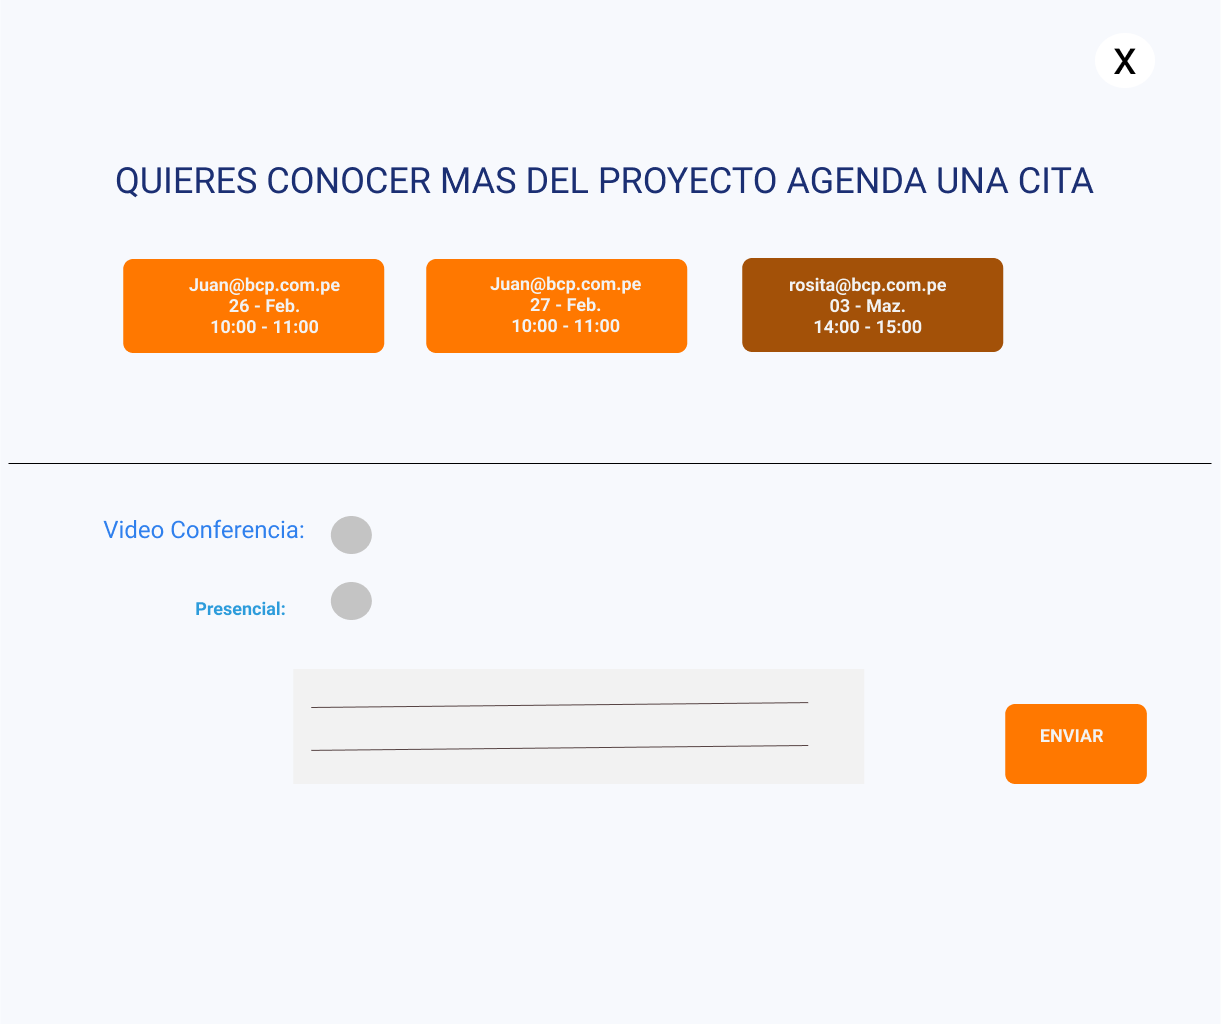 X
QUIERES CONOCER MAS DEL PROYECTO AGENDA UNA CITA
Juan@bcp.com.pe
26 - Feb.
10:00 - 11:00
Juan@bcp.com.pe
27 - Feb.
10:00 - 11:00
rosita@bcp.com.pe
03 - Maz.
14:00 - 15:00
Video Conferencia:
Presencial:
ENVIAR